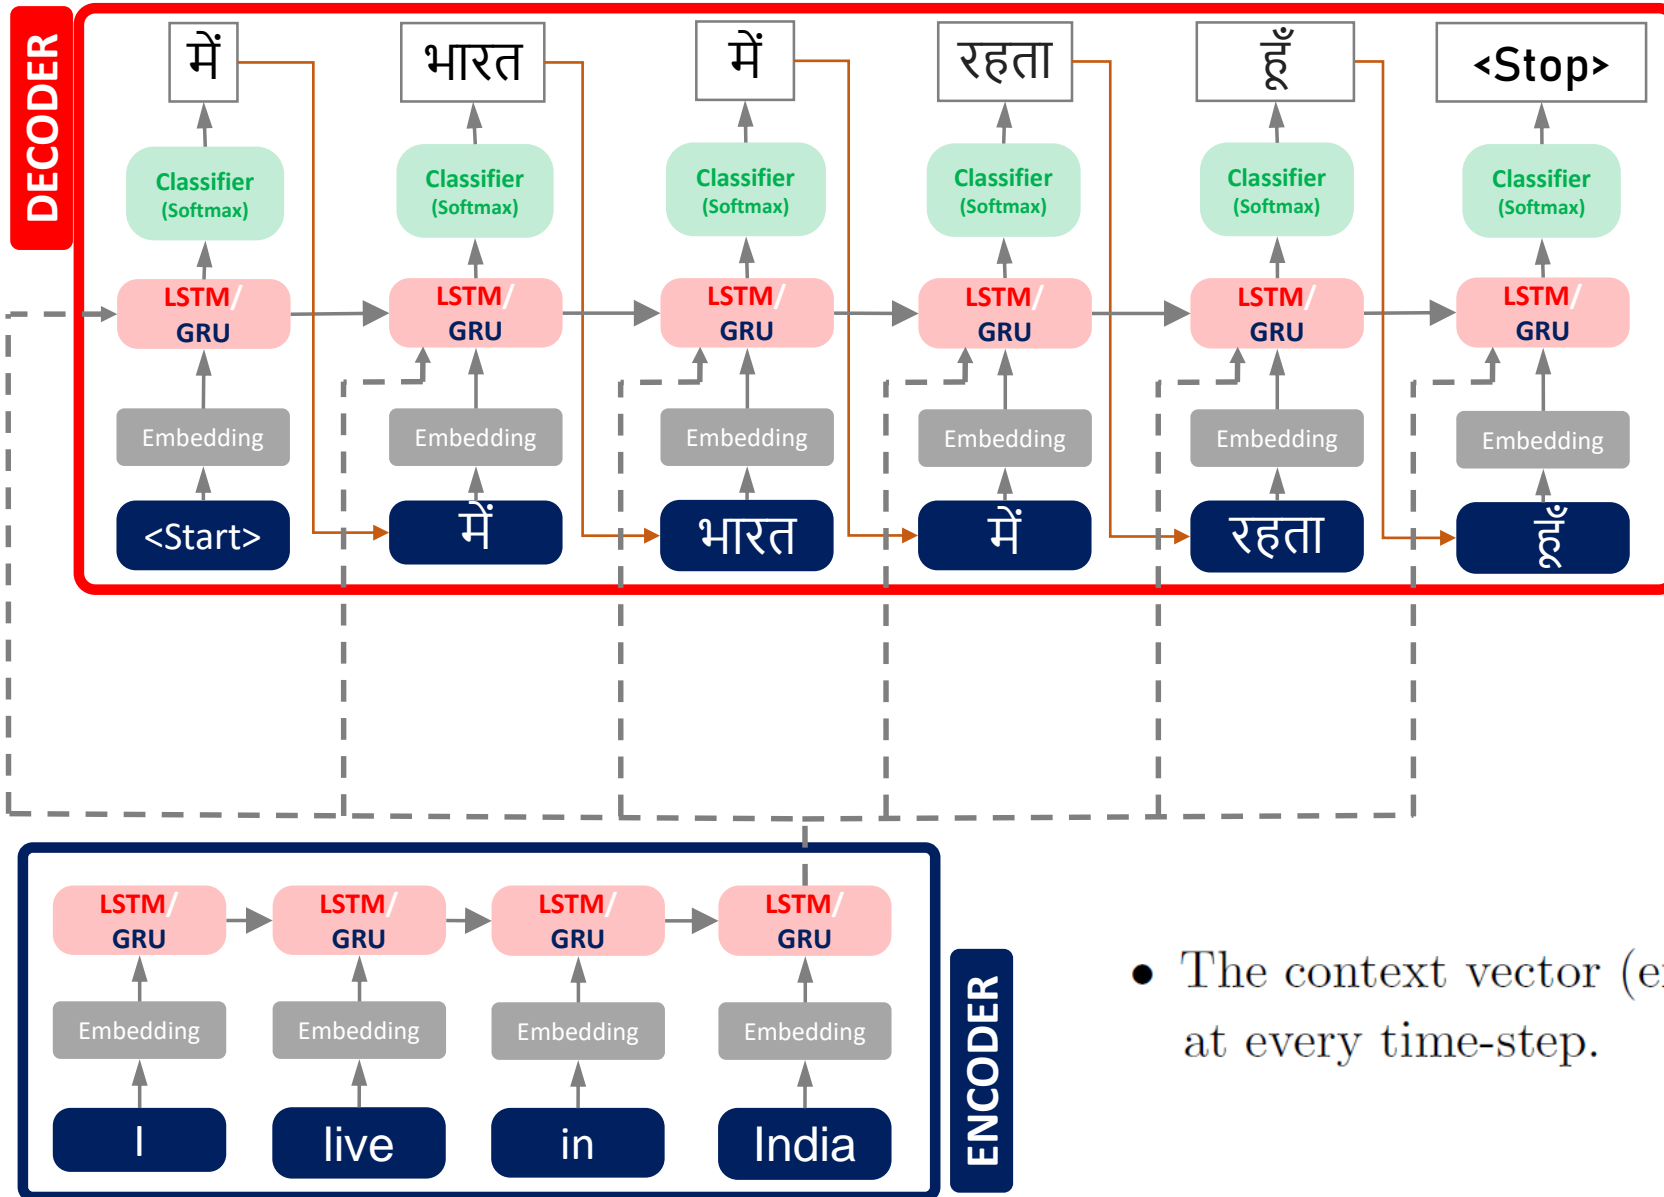 DECODER
में भारत में रहता हूँ <Stop>
Classifier Classifier Classifier Classifier Classifier Classifier
(Softmax) (Softmax) (Softmax) (Softmax) (Softmax) (Softmax)
LSTM/ LSTM/ LSTM/ LSTM/ LSTM/ LSTM/
GRU GRU GRU GRU GRU GRU
Embedding Embedding Embedding Embedding Embedding Embedding
<Start> में भारत में रहता हूँ
LSTM/ LSTM/ LSTM/ LSTM/
GRU GRU GRU GRU
Embedding Embedding Embedding Embedding
I live in India
ENCODER
• The context vector (e
at every time-step.